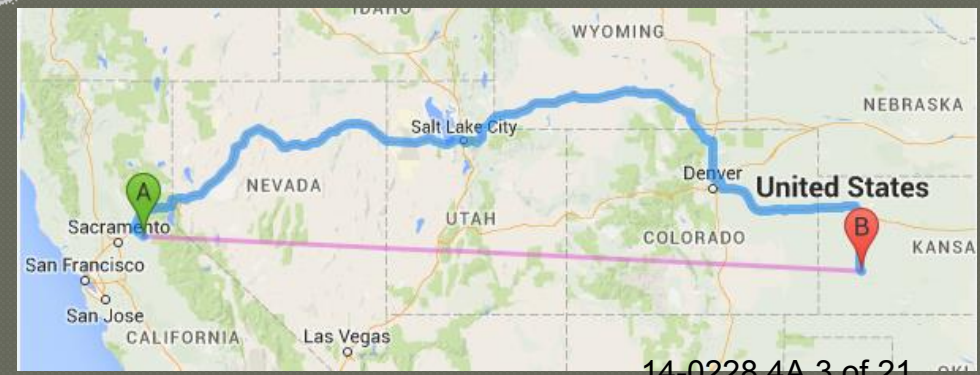 IDAHO
WYOMING
NEBRASKA
Salt Lake City
Denver
United States
A
NEVADA
UTAH
B
Sacramento
COLORADO
KANSA
San Francisco
San Jose
CALIFORNIA
Las Vegas
14-0228 4A 3 of 21